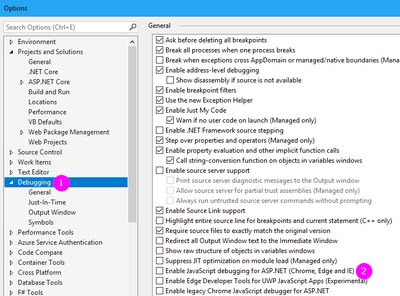 Options
Search Options (Ctrl+E)
Environment
Projects and Solutions
General
.NET Core
ASP.NET Core
Build and Run
Locations
Performance
VB Defaults
Web Package Management
Web Projects
Source Control
Work Items
Text Editor
Debugging
1
General
Just-In-Time
Output Window
Symbols
Performance Tools
Azure Service Authentication
Code Compare
Container Tools
Cross Platform
Database Tools
F# Tools
General
Ask before deleting all breakpoints
Break all processes when one process breaks
Break when exceptions cross AppDomain or managed/native boundaries (Mana
Enable address-level debugging
Show disassembly if source is not available
Enable breakpoint filters
Use the new Exception Helper
Enable Just My Code
Warn if no user code on launch (Managed only)
Enable .NET Framework source stepping
Step over properties and operators (Managed only)
Enable property evaluation and other implicit function calls
Call string-conversion function on objects in variables windows
Enable source server support
Print source server diagnostic messages to the Output window
Allow source server for partial trust assemblies (Managed only)
Always run untrusted source server commands without prompting
Enable Source Link support
Highlight entire source line for breakpoints and current statement (C++ only)
Require source files to exactly match the original version
Redirect all Output Window text to the Immediate Window
Show raw structure of objects in variables windows
Suppress JIT optimization on module load (Managed only)
Enable JavaScript debugging for ASP.NET (Chrome, Edge and IE)
2
Enable Edge Developer Tools for UWP JavaScript Apps (Experimental)
Enable legacy Chrome JavaScript debugger for ASP.NET